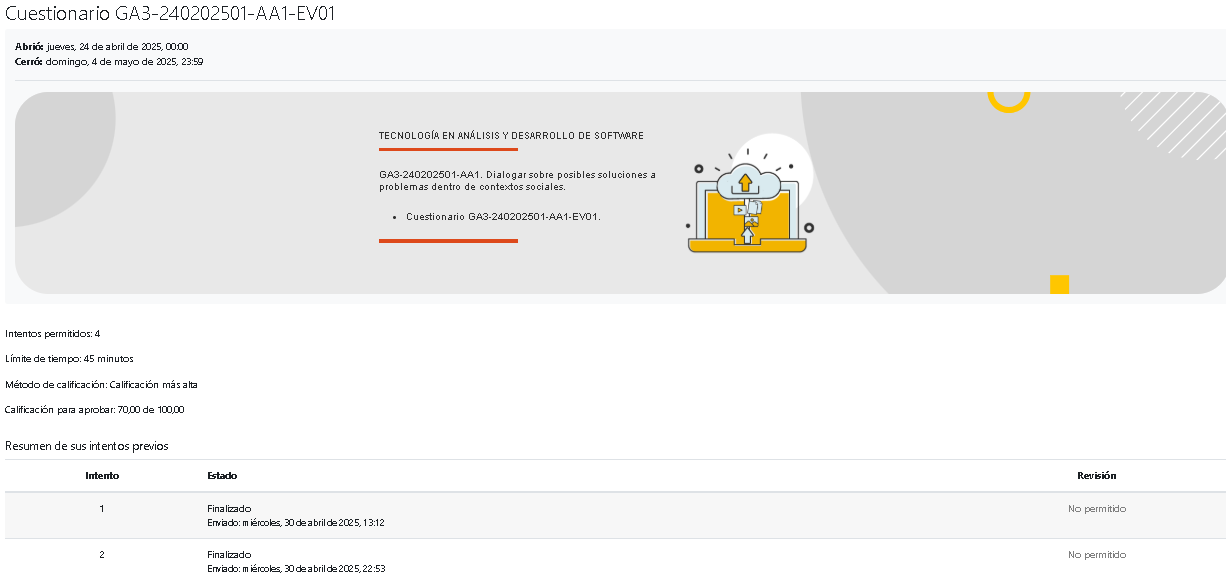 Cuestionario GA3-240202501-AA1-EV01
Abrió: jueves, 24 de abril de 2025, 00:00
Cerró: domingo, 4 de mayo de 2025, 23:59
TECNOLOGÍA EN ANÁLISIS Y DESARROLLO DE SOFTWARE
GA3-240202501-AA1. Dialogar sobre posibles soluciones a
problemas dentro de contextos sociales.
• Cuestionario GA3-240202501-AA1-EV01.
Intentos permitidos: 4
Límite de tiempo: 45 minutos
Método de calificación: Calificación más alta
Calificación para aprobar: 70,00 de 100,00
Resumen de sus intentos previos
Intento Estado Revisión
1 Finalizado No permitido
Enviado: miércoles, 30 de abril de 2025, 13:12
2 Finalizado No permitido
Enviado: miércoles, 30 de abril de 2025, 22:53